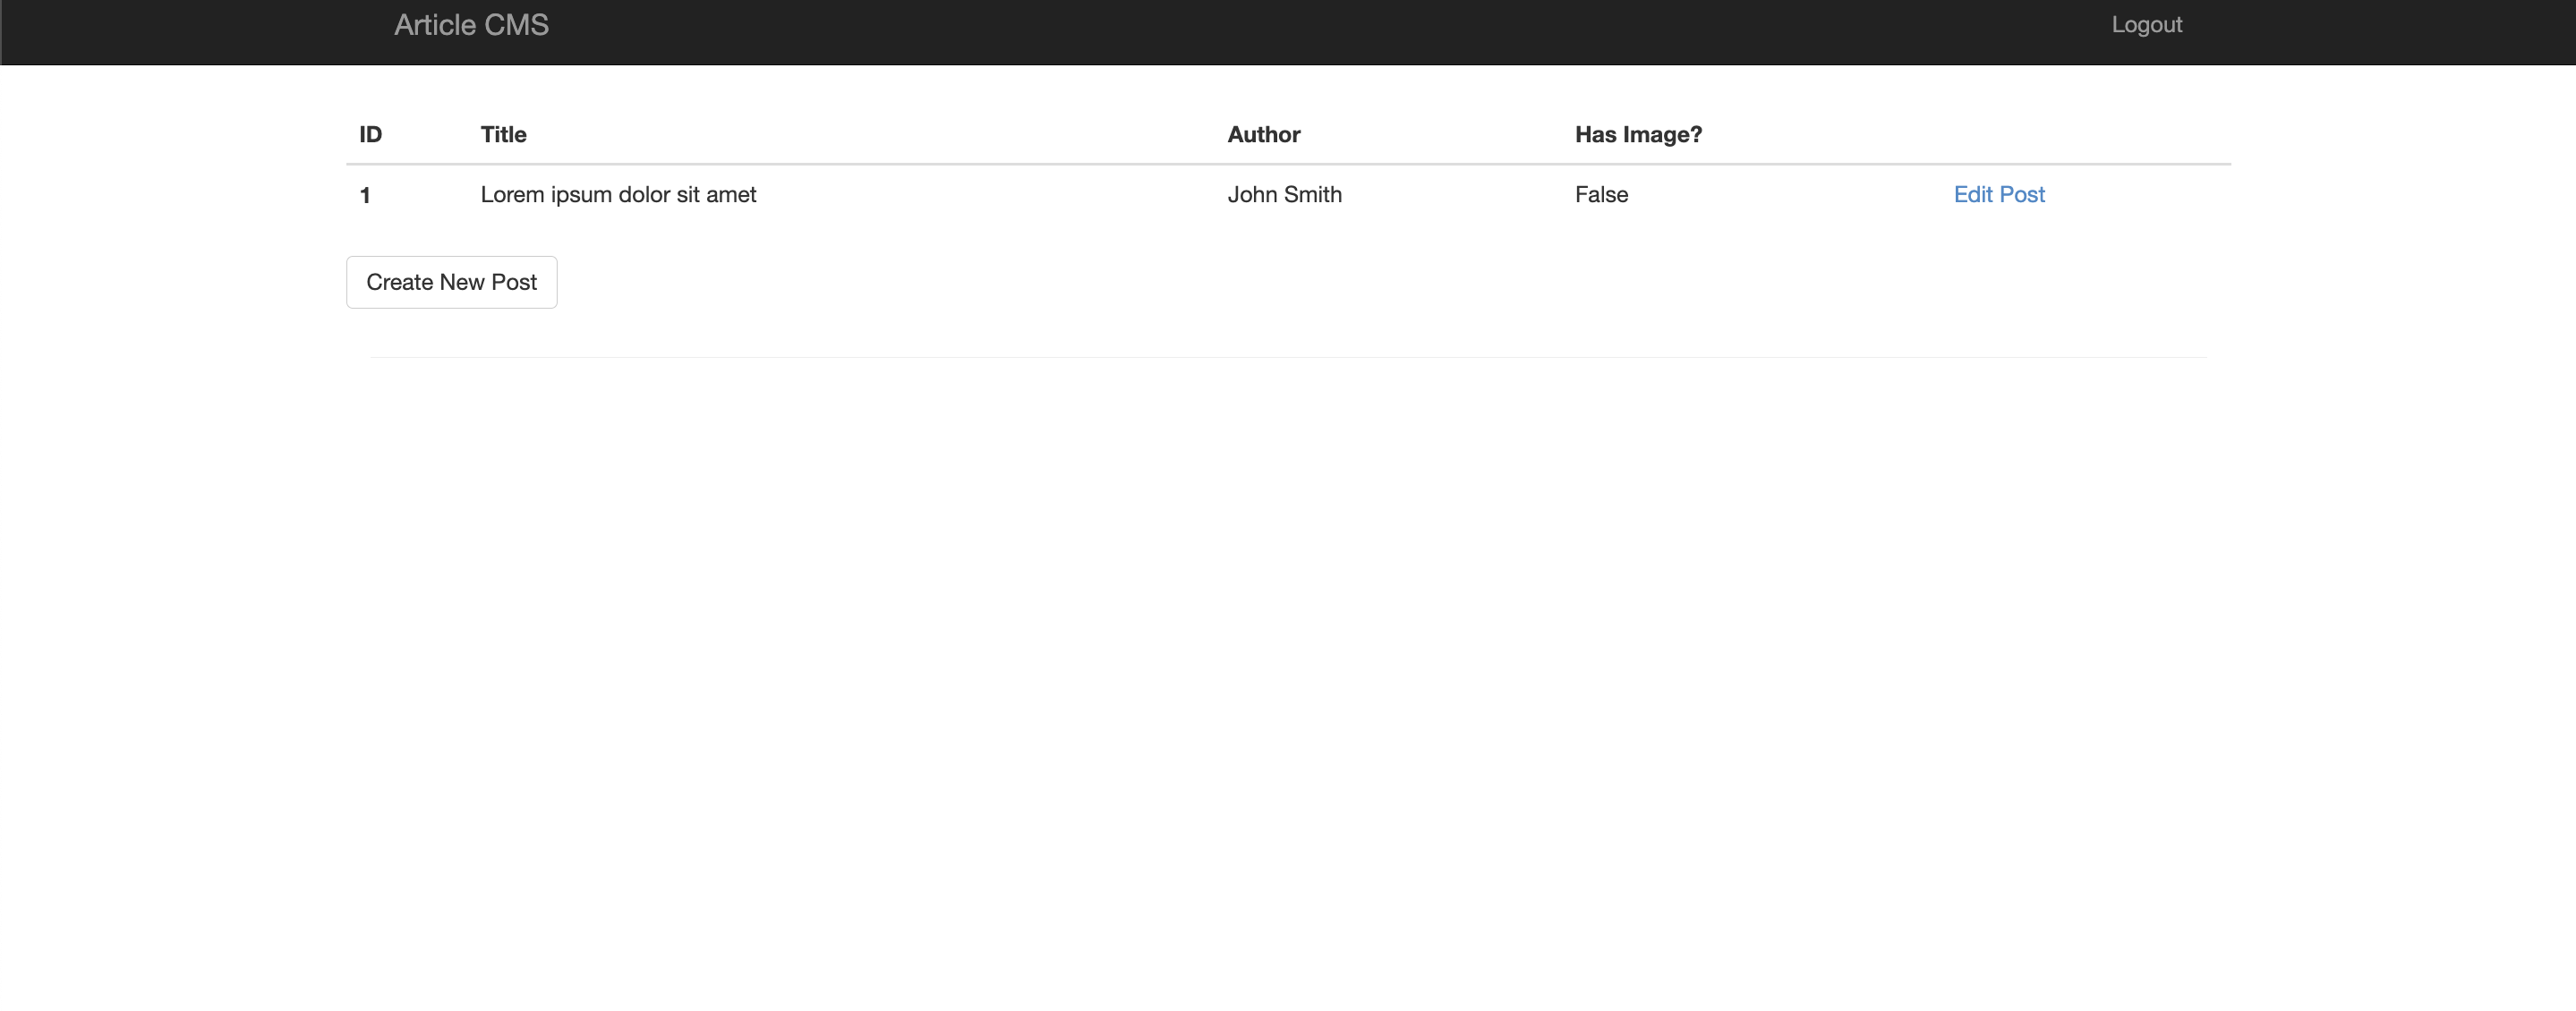 Article CMS Logout
ID Title Author Has Image?
1 Lorem ipsum dolor sit amet John Smith False Edit Post
Create New Post